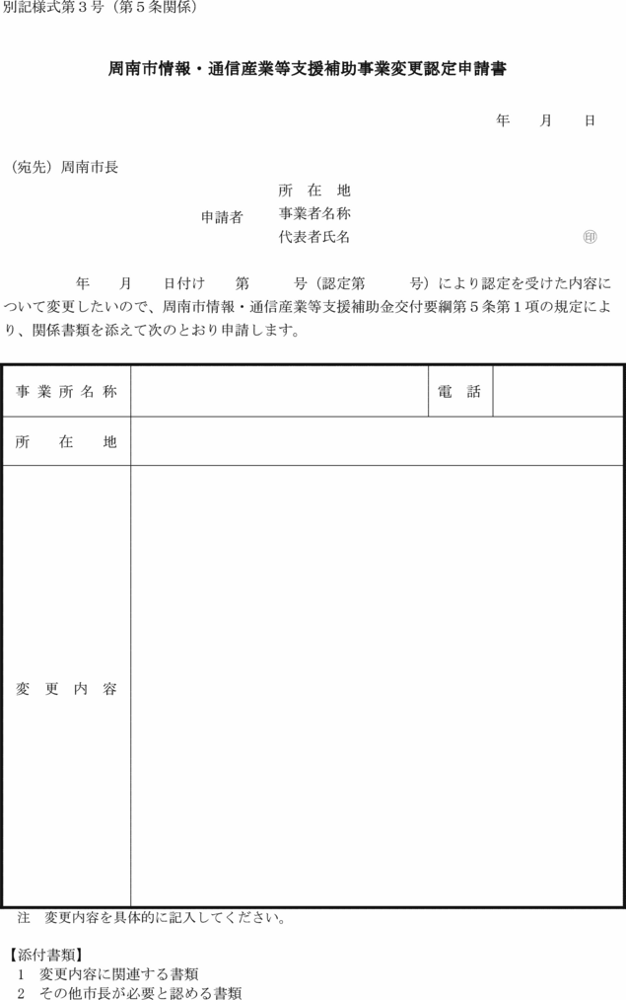 別記様式第３号（第５条関係）
周南市情報・通信産業等支援補助事業変更認定申請書
年　　月　　日
（宛先）周南市長
所　在　地
申請者　　事業者名称
代表者氏名　　㊞
年　　月　　日付け　　第　　　号（認定第　　　号）により認定を受けた内容に
ついて変更したいので、周南市情報・通信産業等支援補助金交付要綱第５条第１項の規定によ
り、関係書類を添えて次のとおり申請します。
事業所名称　　電　話
所　在　地
変更内容
注　変更内容を具体的に記入してください。
【添付書類】
１　変更内容に関連する書類
２　その他市長が必要と認める書類